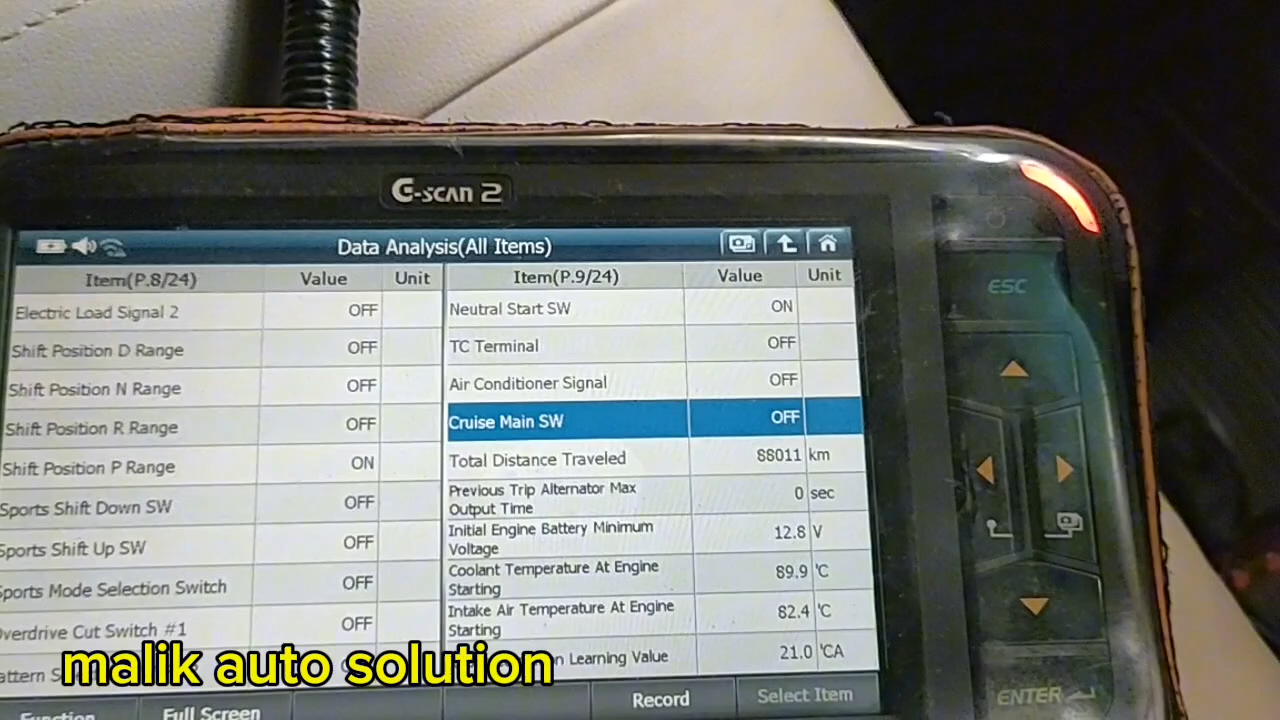 G-SCAN 2
Data Analysis(All Items)
Item(P.8/24) Value Unit
Electric Load Signal 2 OFF
Shift Position D Range OFF
Shift Position N Range OFF
Shift Position R Range OFF
Shift Position P Range ON
Sports Shift Down SW OFF
Sports Shift Up SW OFF
Sports Mode Selection Switch OFF
Overdrive Cut Switch #1 OFF
Item(P.9/24) Value Unit
Neutral Start SW ON
TC Terminal OFF
Air Conditioner Signal OFF
Cruise Main SW OFF
Total Distance Traveled 88011 km
Previous Trip Alternator Max
Output Time 0 sec
Initial Engine Battery Minimum
Voltage 12.8 V
Coolant Temperature At Engine
Starting 89.9 'C
Intake Air Temperature At Engine
Starting 82.4 'C
Learning Value 21.0 'CA
malik auto solution
Function Full Screen Record Select Item
ESC
ENTER